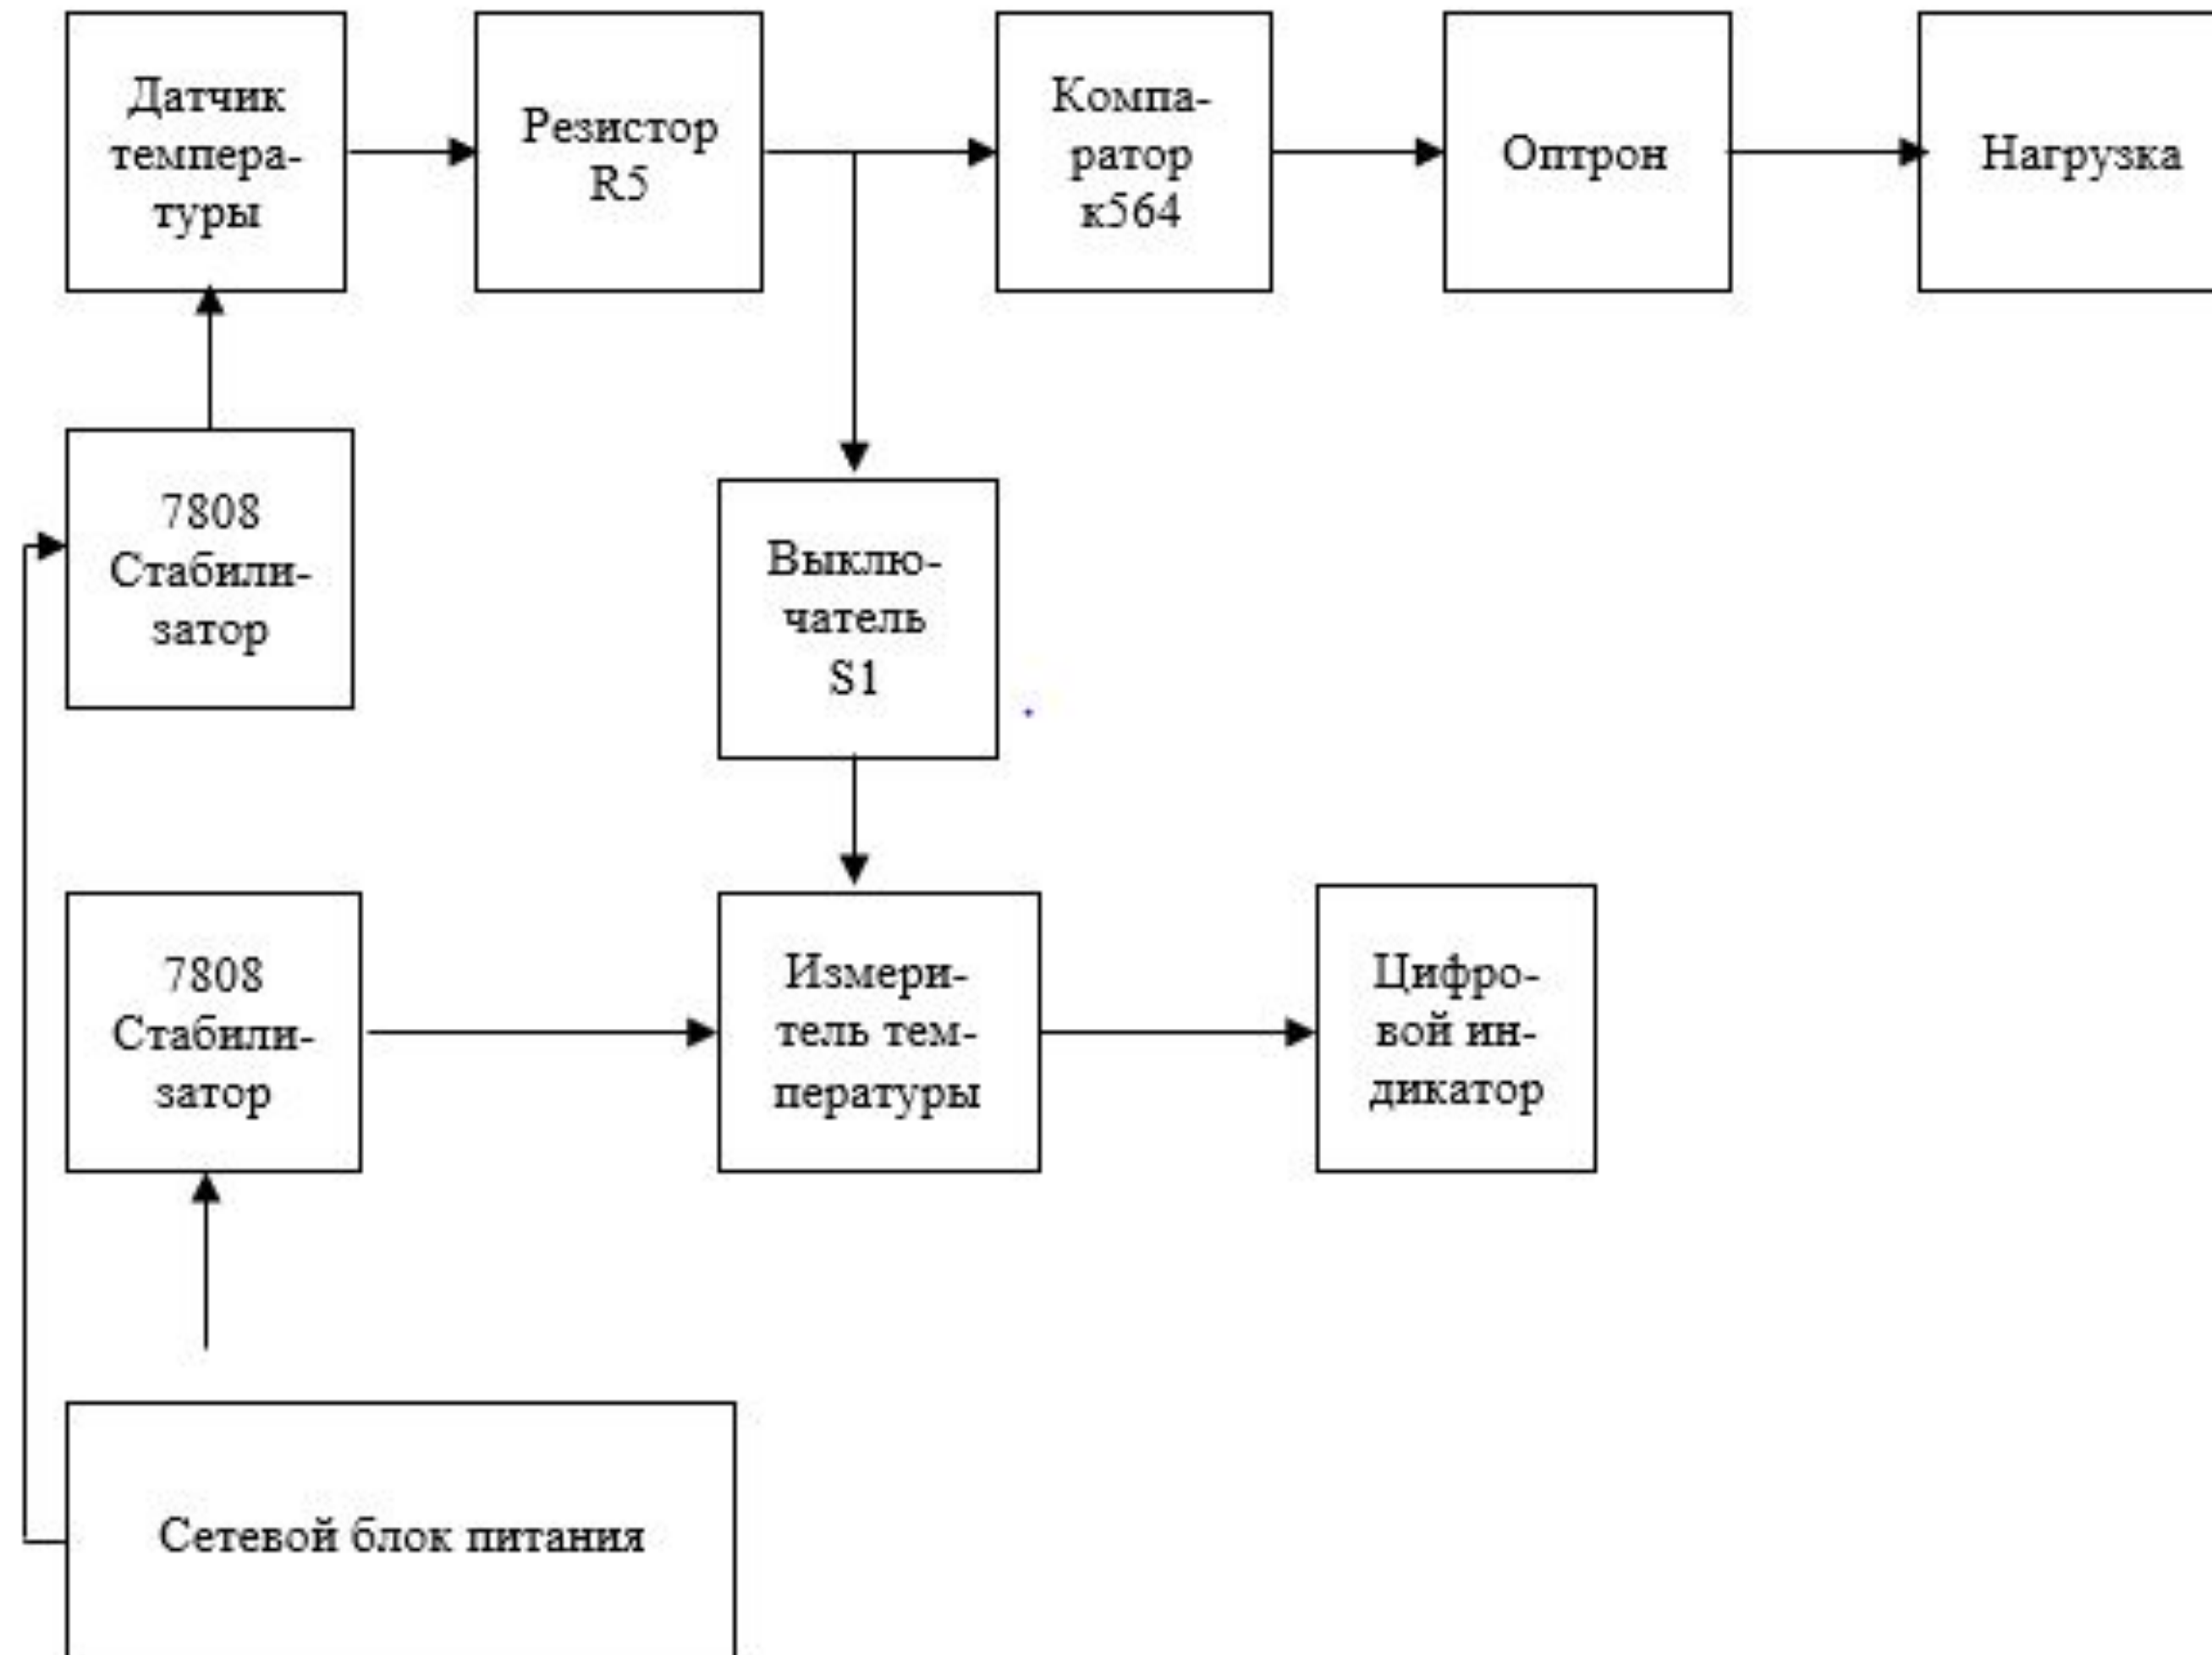 Датчик
темпера-
туры
Резистор
R5
Компа-
ратор
к564
Оптрон
Нагрузка
7808
Стабили-
затор
Выклю-
чатель
S1
7808
Стабили-
затор
Измери-
тель тем-
пературы
Цифро-
вой ин-
дикатор
Сетевой блок питания